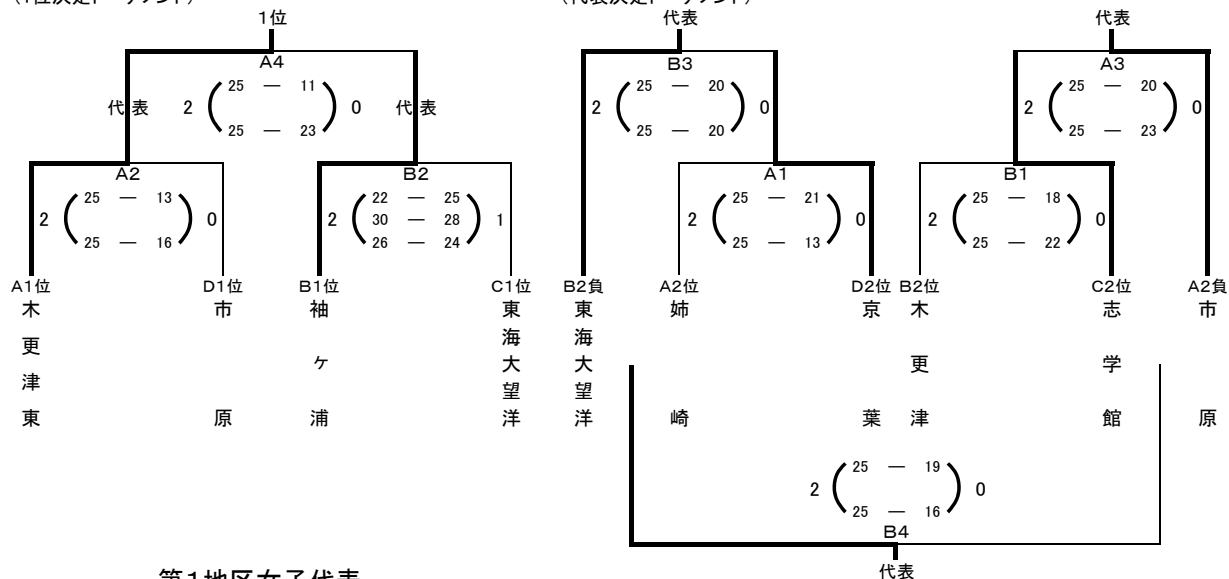 (1位決定トーナメント) (代表決定トーナメント)
1位 代表 代表
A4 B3 A3
代表 2 25 — 11 0 代表 2 25 — 20 0 2 25 — 20 0
25 — 23 25 — 20 25 — 23
A2 B2 A1 B1
2 25 — 13 0 2 22 — 25 1 2 25 — 21 0 2 25 — 18 0
30 — 28
25 — 16 26 — 24 25 — 13 25 — 22
A1位 D1位 B1位 C1位 B2負 A2位 D2位 B2位 C2位 A2負
木更津東 市原 袖ヶ浦 東海大望洋 東海大望洋 姉崎 京葉 木更津 志学館 市原
2 25 — 19 0
25 — 16
B4
代表
第1地区女子代表